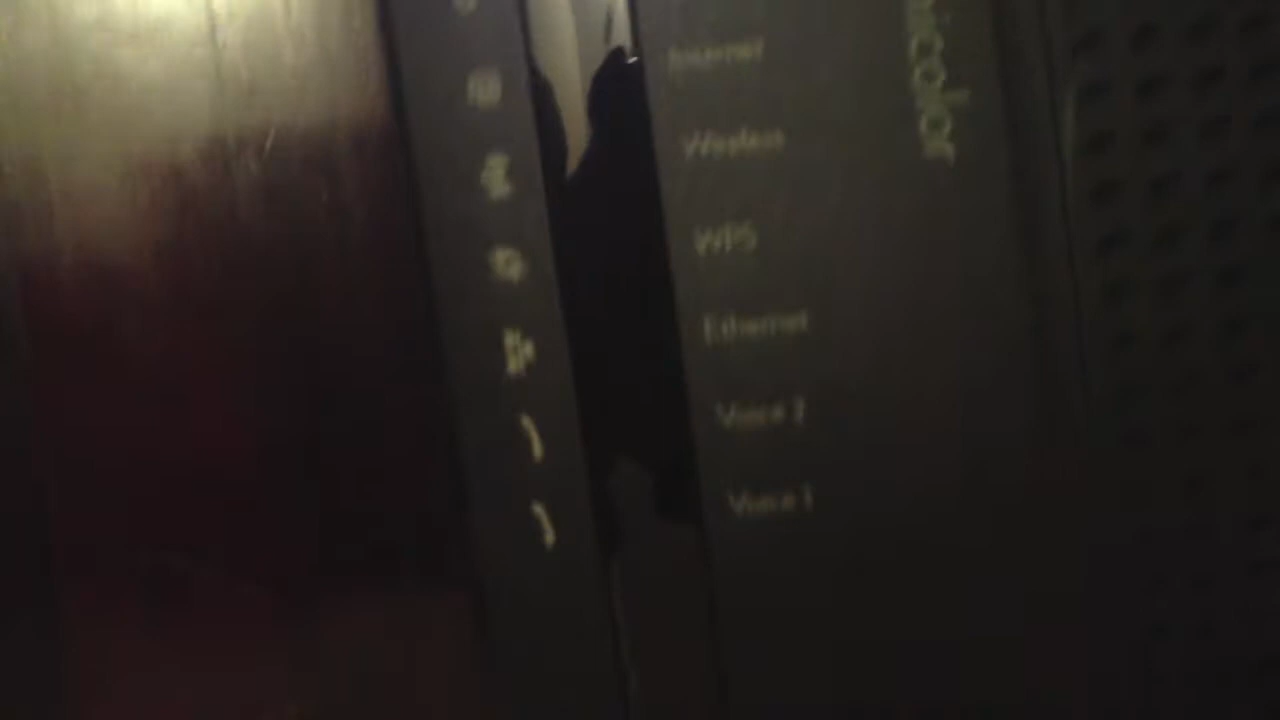 Internet
Wireless
WPS
Ethernet
Voice 2
Voice 1